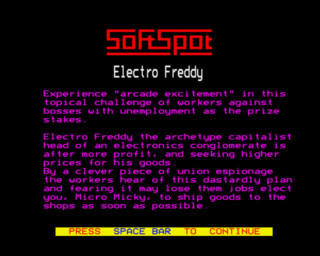 SoftSpot
Electro Freddy
Experience "arcade excitement" in this
topical challenge of workers against
bosses with unemployment as the prize
stakes.
Electro Freddy the archetype capitalist
head of an electronics conglomerate is
after more profit, and seeking higher
prices for his goods.
By a clever piece of union espionage
the workers hear of this dastardly plan
and fearing it may lose them jobs elect
you, Micro Micky, to ship goods to the
shops as soon as possible.
PRESS SPACE BAR TO CONTINUE